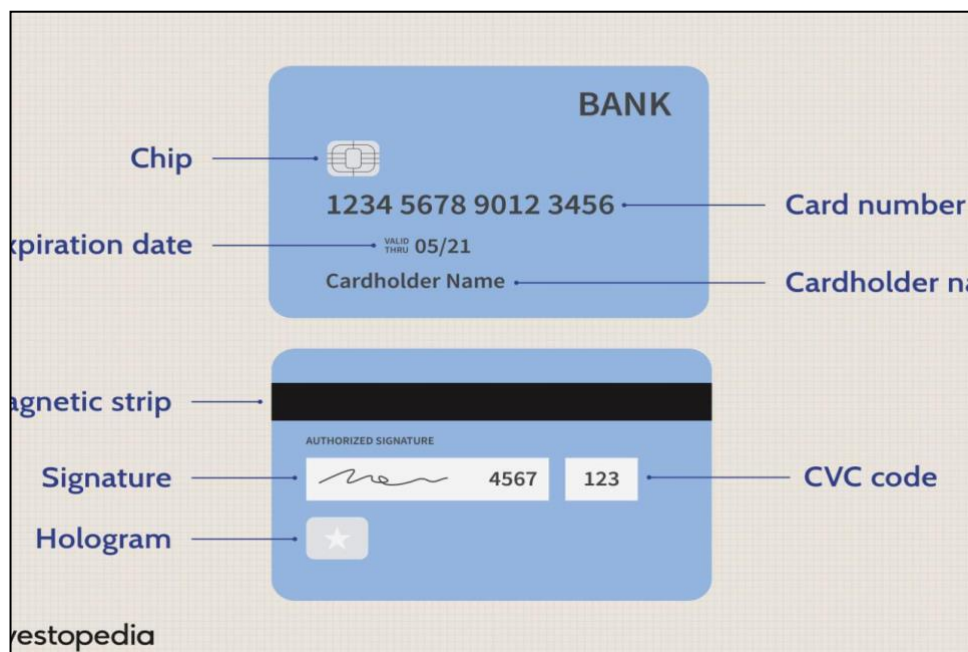 BANK
Chip
1234 5678 9012 3456
Card number
xpiration date
VALID THRU 05/21
Cardholder Name
Cardholder na
agnetic strip
AUTHORIZED SIGNATURE
Signature
4567
123
CVC code
Hologram
vestopedia